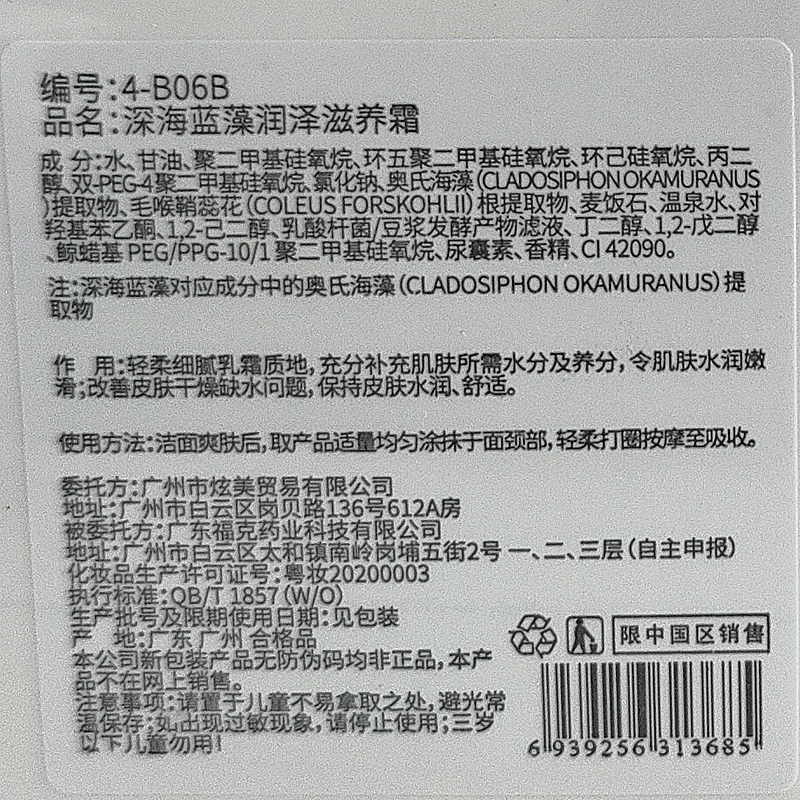 编号:4-B06B
品名:深海蓝藻润泽滋养霜
成 分:水、甘油、聚二甲基硅氧烷、环五聚二甲基硅氧烷、环己硅氧烷、丙二
醇、双-PEG-4聚二甲基硅氧烷、氯化钠、奥氏海藻(CLADOSIPHON OKAMURANUS
)提取物、毛喉鞘蕊花(COLEUS FORSKOHLII)根提取物、麦饭石、温泉水、对
羟基苯乙酮、1,2-己二醇、乳酸杆菌/豆浆发酵产物滤液、丁二醇、1,2-戊二醇
、鲸蜡基 PEG/PPG-10/1 聚二甲基硅氧烷、尿囊素、香精、CI 42090。
注:深海蓝藻对应成分中的奥氏海藻(CLADOSIPHON OKAMURANUS)提
取物
作 用:轻柔细腻乳霜质地,充分补充肌肤所需水分及养分,令肌肤水润嫩
滑;改善皮肤干燥缺水问题,保持皮肤水润、舒适。
使用方法:洁面爽肤后,取产品适量均匀涂抹于面颈部,轻柔打圈按摩至吸收。
委托方:广州市炫美贸易有限公司
地址:广州市白云区岗贝路136号612A房
被委托方:广东福克药业科技有限公司
地址:广州市白云区太和镇南岭岗埔五街2号 一、二、三层(自主申报)
化妆品生产许可证号:粤妆20200003
执行标准:QB/T 1857(W/O)
生产批号及限期使用日期:见包装
产 地:广东 广州 合格品
本公司新包装产品无防伪码均非正品,本产
品不在网上销售。
注意事项:请置于儿童不易拿取之处,避光常
温保存;如出现过敏现象,请停止使用;三岁
以下儿童勿用!
限中国区销售
6 939256 313685